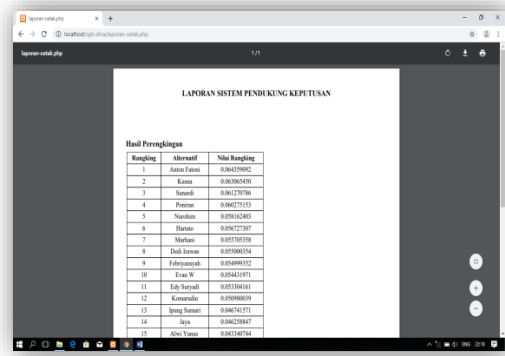 laporan-cetak.php
localhost/spk-dina/laporan-cetak.php
laporan-cetak.php
1/1
LAPORAN SISTEM PENDUKUNG KEPUTUSAN
Hasil Perengkingan
Rangking Alternatif Nilai Rangking
1 Anton Fatoni 0.064359092
2 Kusna 0.063065450
3 Sunardi 0.061270786
4 Poniran 0.060275153
5 Nurohim 0.058162403
6 Hartato 0.056727307
7 Marhani 0.055705358
8 Dedi Irawan 0.055000354
9 Febriyansyah 0.054999352
10 Evan W 0.054431971
11 Edy Suryadi 0.053304161
12 Komarudin 0.050980039
13 Ipang Sumari 0.046741571
14 Jaya 0.046258847
15 Alwi Yunus 0.043340744
ENG 22:18